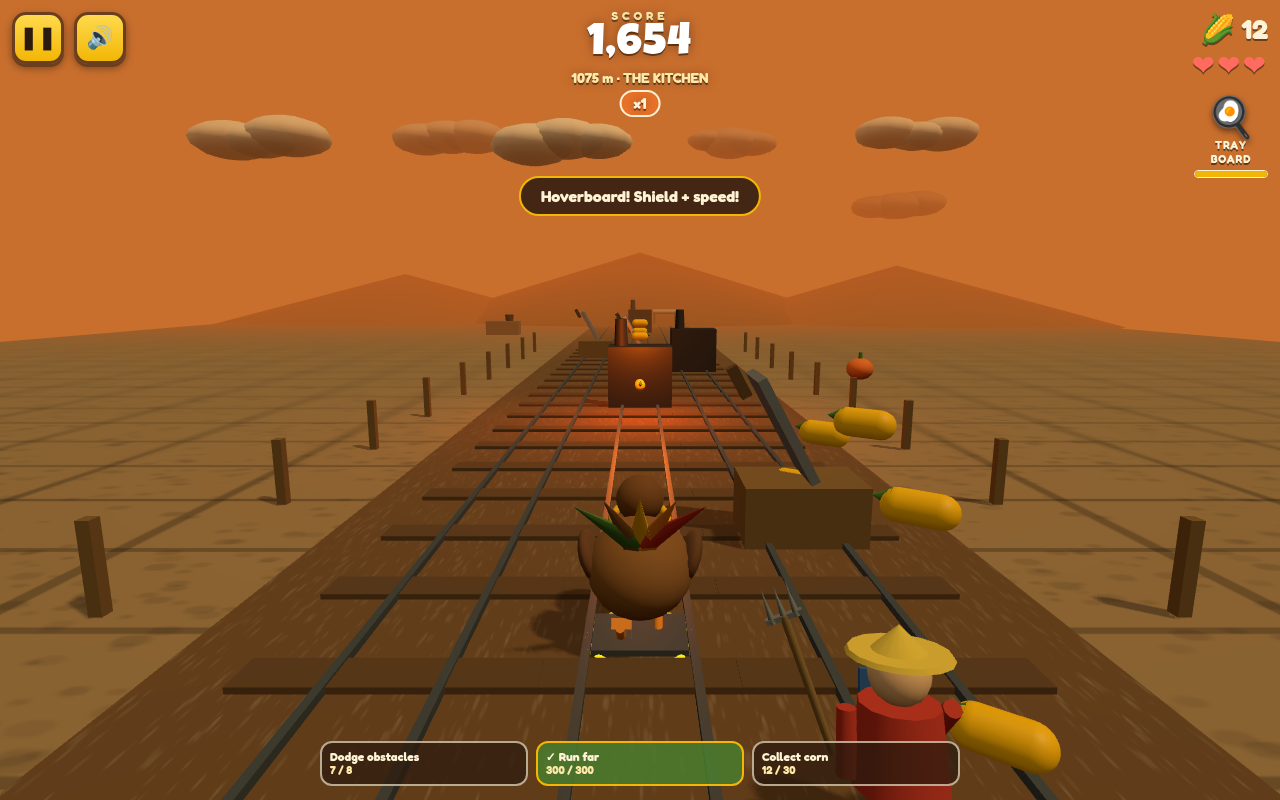 SCORE
1,654
1075 m · THE KITCHEN
x1
12
TRAY
BOARD
Hoverboard! Shield + speed!
Dodge obstacles
7 / 8
✓ Run far
300 / 300
Collect corn
12 / 30